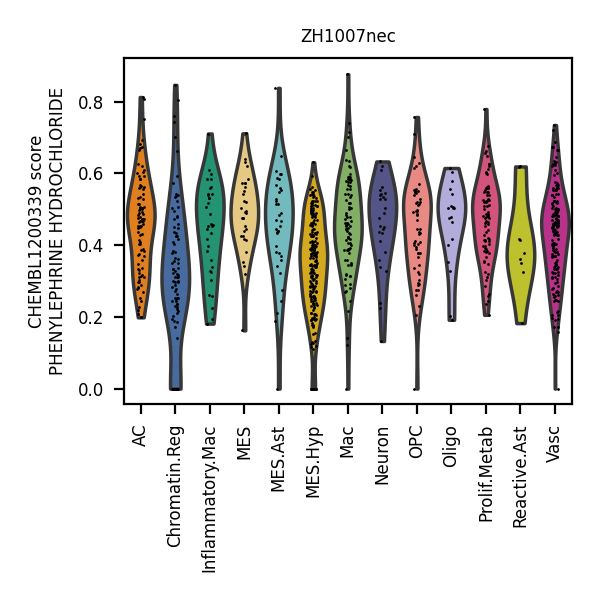 ZH1007nec
CHEMBL1200339 score
PHENYLEPHRINE HYDROCHLORIDE
0.8
0.6
0.4
0.2
0.0
AC
Chromatin.Reg
Inflammatory.Mac
MES
MES.Ast
MES.Hyp
Mac
Neuron
OPC
Oligo
Prolif.Metab
Reactive.Ast
Vasc